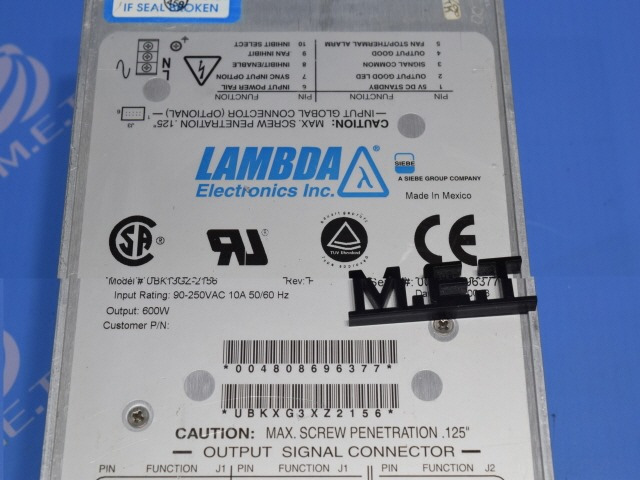 IF SEAL BROKEN
PIN FUNCTION PIN FUNCTION
1 5V DC STANDBY 6 INPUT POWER FAIL
2 OUTPUT GOOD LED 7 SYNC INPUT OPTION
3 SIGNAL COMMON 8 INHIBIT/ENABLE
4 OUTPUT GOOD 9 FAN INHIBIT
5 FAN STOP/THERMAL ALARM 10 INHIBIT SELECT
INPUT GLOBAL CONNECTOR (OPTIONAL)
CAUTION: MAX. SCREW PENETRATION .125"
J3
L
N
LAMBDA
Electronics Inc.
SIEBE
A SIEBE GROUP COMPANY
Made In Mexico
TUV Rheinland
CE
Model #
Rev:
M.E.T
Input Rating: 90-250VAC 10A 50/60 Hz
Output: 600W
Customer P/N:
*004808696377*
*UBKXG3XZ2156*
CAUTION: MAX. SCREW PENETRATION .125"
OUTPUT SIGNAL CONNECTOR
PIN FUNCTION J1 PIN FUNCTION J1 PIN FUNCTION J2